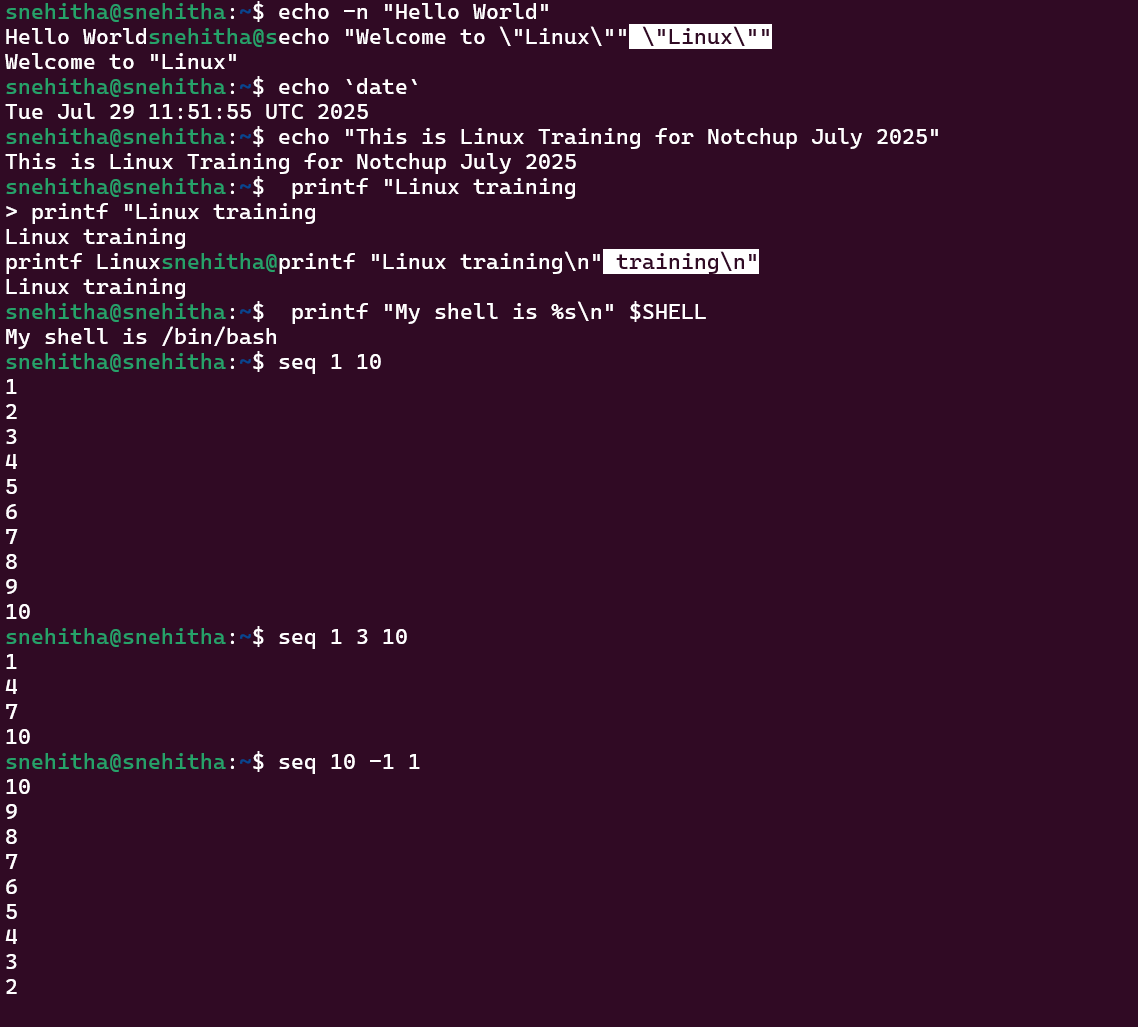 snehitha@snehitha:~$ echo -n "Hello World"
Hello Worldsnehitha@secho "Welcome to \"Linux\"" \"Linux\""
Welcome to "Linux"
snehitha@snehitha:~$ echo `date`
Tue Jul 29 11:51:55 UTC 2025
snehitha@snehitha:~$ echo "This is Linux Training for Notchup July 2025"
This is Linux Training for Notchup July 2025
snehitha@snehitha:~$  printf "Linux training
> printf "Linux training
Linux training
printf Linuxsnehitha@printf "Linux training\n" training\n"
Linux training
snehitha@snehitha:~$  printf "My shell is %s\n" $SHELL
My shell is /bin/bash
snehitha@snehitha:~$ seq 1 10
1
2
3
4
5
6
7
8
9
10
snehitha@snehitha:~$ seq 1 3 10
1
4
7
10
snehitha@snehitha:~$ seq 10 -1 1
10
9
8
7
6
5
4
3
2